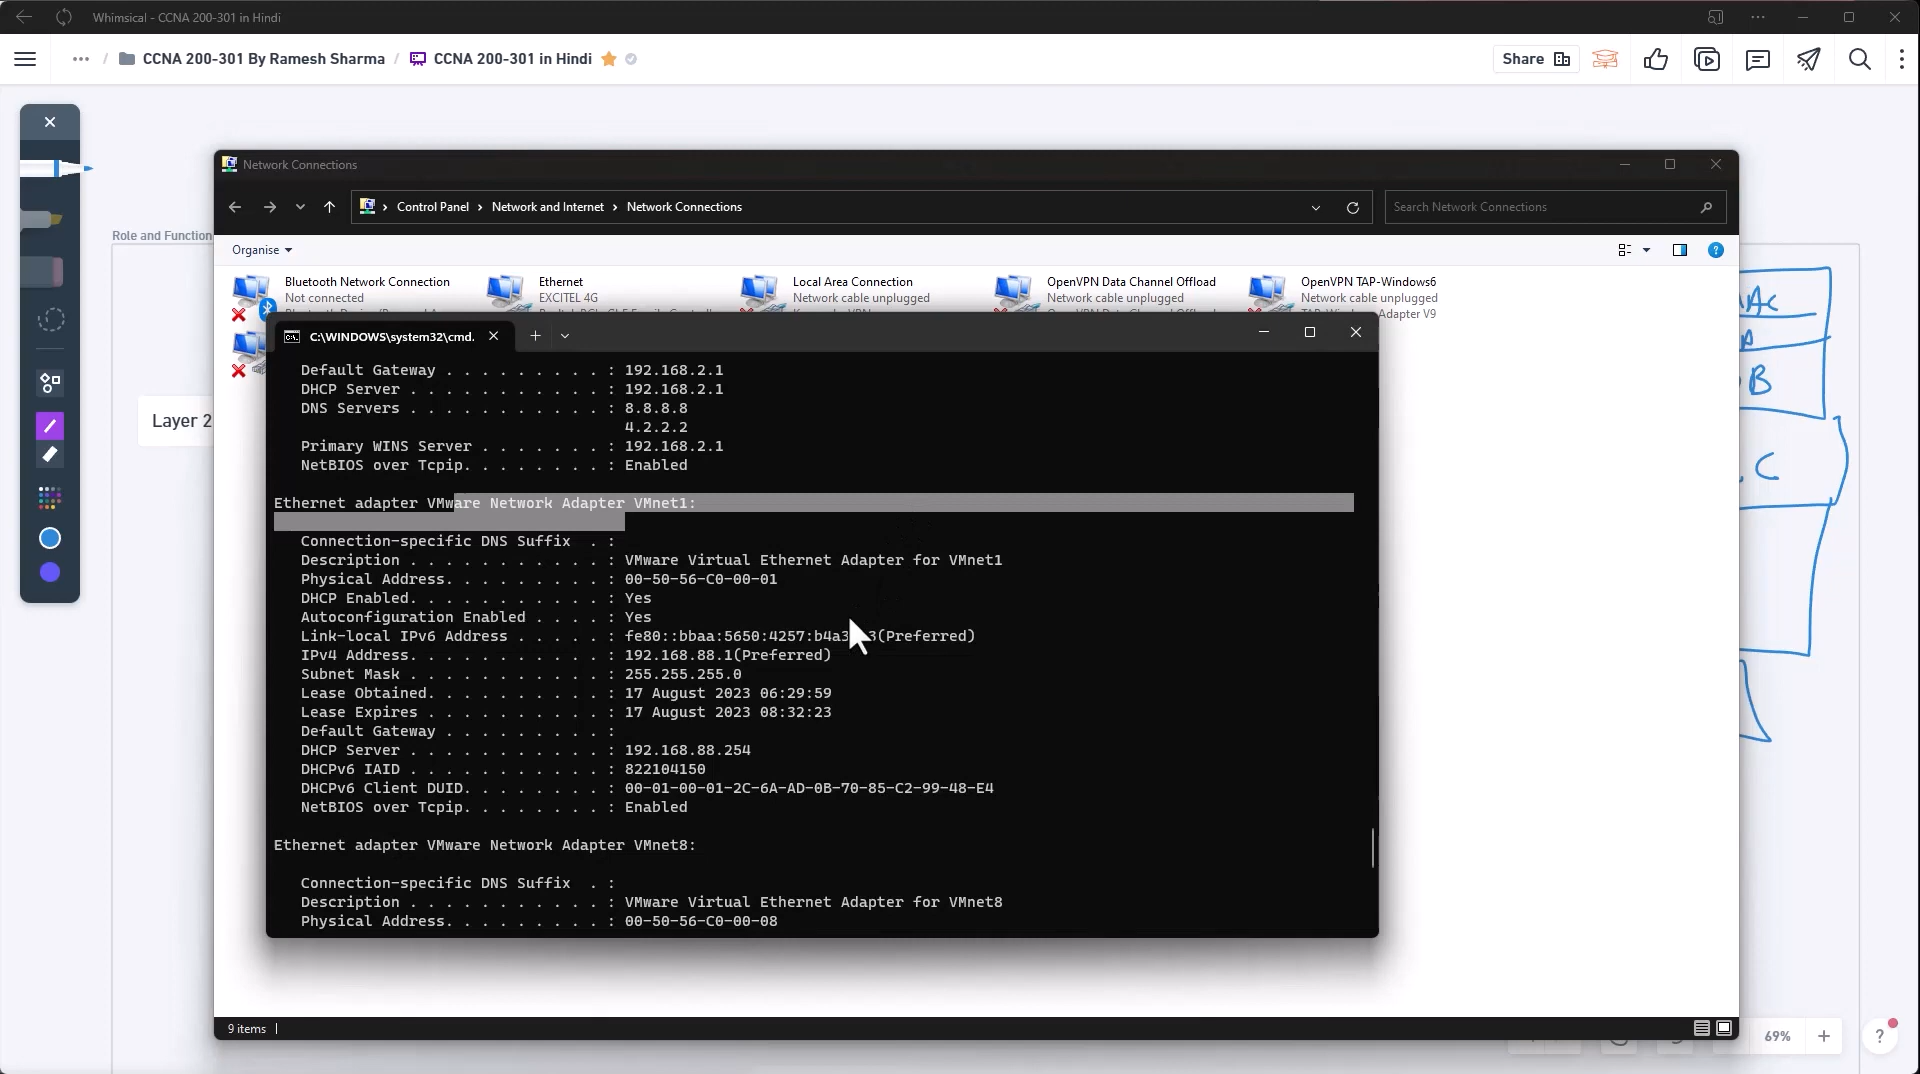 Whimsical - CCNA 200-301 in Hindi
... / CCNA 200-301 By Ramesh Sharma / CCNA 200-301 in Hindi
Share
Network Connections
Control Panel > Network and Internet > Network Connections
Search Network Connections
Role and Function
Organise
Bluetooth Network Connection
Not connected
Ethernet
EXCITEL 4G
Local Area Connection
Network cable unplugged
OpenVPN Data Channel Offload
Network cable unplugged
OpenVPN TAP-Windows6
Network cable unplugged
Adapter V9
Layer 2
C:\WINDOWS\system32\cmd.
Default Gateway . . . . . . . . . : 192.168.2.1
DHCP Server . . . . . . . . . . . : 192.168.2.1
DNS Servers . . . . . . . . . . . : 8.8.8.8
4.2.2.2
Primary WINS Server . . . . . . . : 192.168.2.1
NetBIOS over Tcpip. . . . . . . . : Enabled
Ethernet adapter VMware Network Adapter VMnet1:
Connection-specific DNS Suffix  . :
Description . . . . . . . . . . . : VMware Virtual Ethernet Adapter for VMnet1
Physical Address. . . . . . . . . : 00-50-56-C0-00-01
DHCP Enabled. . . . . . . . . . . : Yes
Autoconfiguration Enabled . . . . : Yes
Link-local IPv6 Address . . . . . : fe80::bbaa:5650:4257:b4a3 3(Preferred)
IPv4 Address. . . . . . . . . . . : 192.168.88.1(Preferred)
Subnet Mask . . . . . . . . . . . : 255.255.255.0
Lease Obtained. . . . . . . . . . : 17 August 2023 06:29:59
Lease Expires . . . . . . . . . . : 17 August 2023 08:32:23
Default Gateway . . . . . . . . . :
DHCP Server . . . . . . . . . . . : 192.168.88.254
DHCPv6 IAID . . . . . . . . . . . : 822104150
DHCPv6 Client DUID. . . . . . . . : 00-01-00-01-2C-6A-AD-0B-70-85-C2-99-48-E4
NetBIOS over Tcpip. . . . . . . . : Enabled
Ethernet adapter VMware Network Adapter VMnet8:
Connection-specific DNS Suffix  . :
Description . . . . . . . . . . . : VMware Virtual Ethernet Adapter for VMnet8
Physical Address. . . . . . . . . : 00-50-56-C0-00-08
B
C
9 items
69%